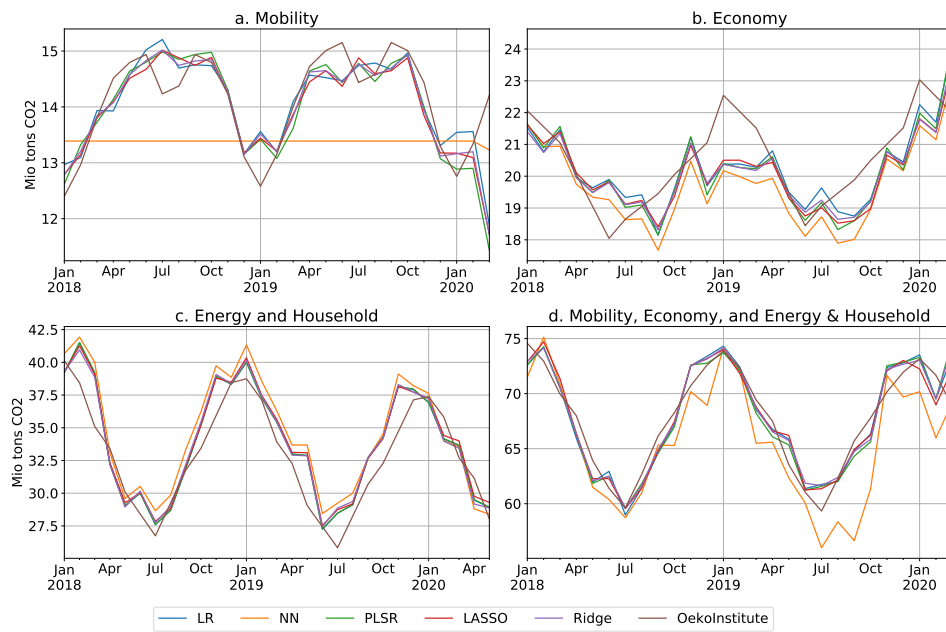 a. Mobility
b. Economy
Mio tons CO2
15
14
13
12
24
23
22
21
20
19
18
Jan
2018
Apr
Jul
Oct
Jan
2019
Apr
Jul
Oct
Jan
2020
Jan
2018
Apr
Jul
Oct
Jan
2019
Apr
Jul
Oct
Jan
2020
c. Energy and Household
d. Mobility, Economy, and Energy & Household
Mio tons CO2
42.5
40.0
37.5
35.0
32.5
30.0
27.5
75
70
65
60
Jan
2018
Apr
Jul
Oct
Jan
2019
Apr
Jul
Oct
Jan
2020
Apr
Jan
2018
Apr
Jul
Oct
Jan
2019
Apr
Jul
Oct
Jan
2020
LR NN PLSR LASSO Ridge OekoInstitute